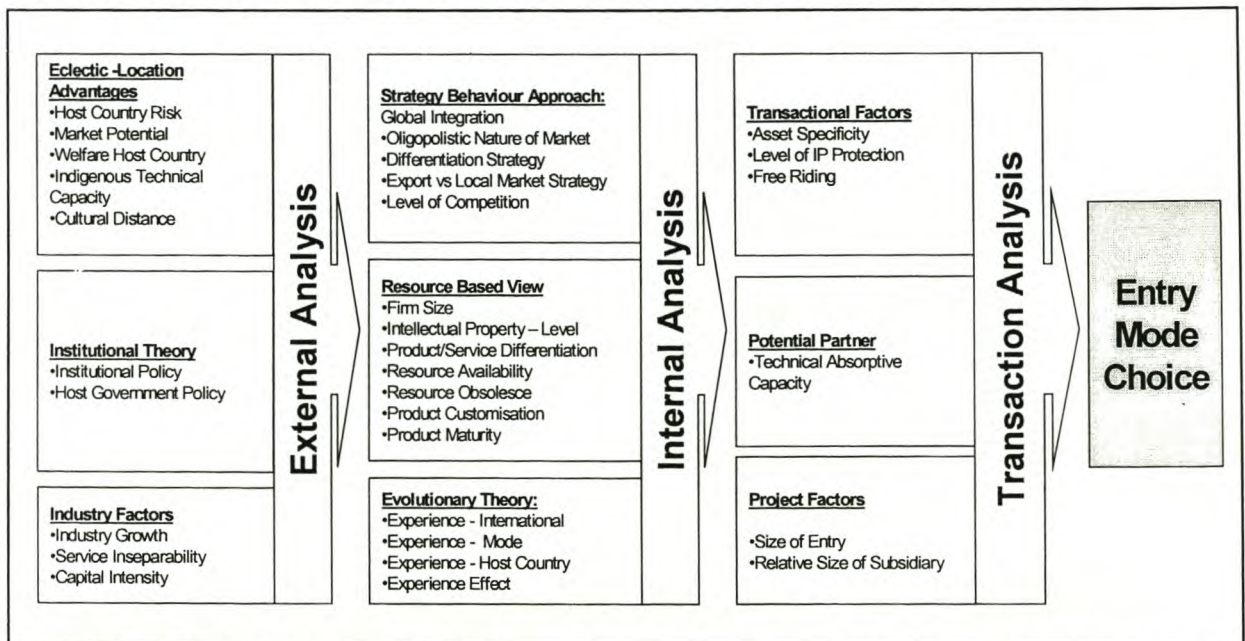 Eclectic -Location
Advantages
•Host Country Risk
•Market Potential
•Welfare Host Country
•Indigenous Technical
Capacity
•Cultural Distance
Institutional Theory
•Institutional Policy
•Host Government Policy
Industry Factors
•Industry Growth
•Service Inseparability
•Capital Intensity
External Analysis
Strategy Behaviour Approach:
Global Integration
•Oligopolistic Nature of Market
•Differentiation Strategy
•Export vs Local Market Strategy
•Level of Competition
Resource Based View
•Firm Size
•Intellectual Property – Level
•Product/Service Differentiation
•Resource Availability
•Resource Obsolesce
•Product Customisation
•Product Maturity
Evolutionary Theory:
•Experience - International
•Experience - Mode
•Experience - Host Country
•Experience Effect
Internal Analysis
Transactional Factors
•Asset Specificity
•Level of IP Protection
•Free Riding
Potential Partner
•Technical Absorptive
Capacity
Project Factors
•Size of Entry
•Relative Size of Subsidiary
Transaction Analysis
Entry
Mode
Choice